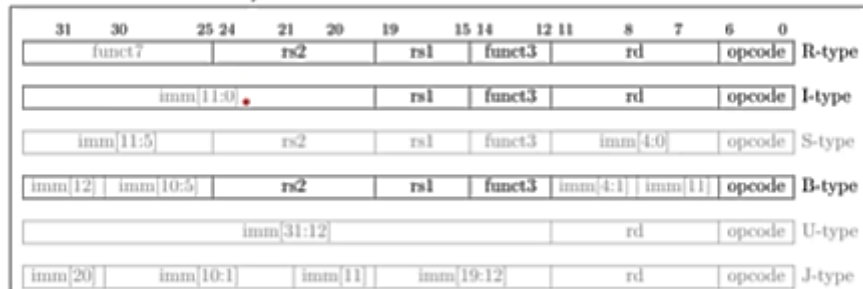 31 30 25 24 21 20 19 15 14 12 11 8 7 6 0
funct7 rs2 rs1 funct3 rd opcode R-type
imm[11:0] rs1 funct3 rd opcode I-type
imm[11:5] rs2 rs1 funct3 imm[4:0] opcode S-type
imm[12] imm[10:5] rs2 rs1 funct3 imm[4:1] imm[11] opcode B-type
imm[31:12] rd opcode U-type
imm[20] imm[10:1] imm[11] imm[19:12] rd opcode J-type